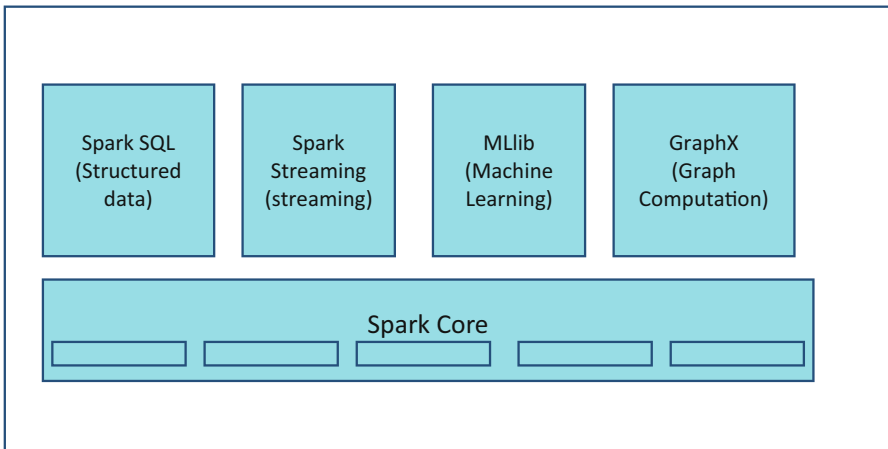 Spark SQL
(Structured
data)
Spark
Streaming
(streaming)
MLlib
(Machine
Learning)
GraphX
(Graph
Computation)
Spark Core